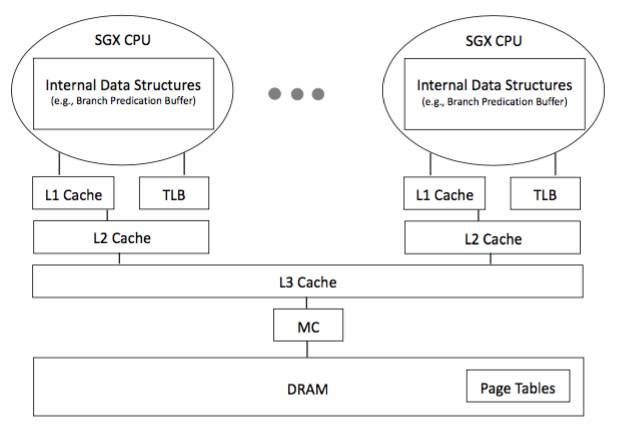 SGX CPU
Internal Data Structures
(e.g., Branch Predication Buffer)
SGX CPU
Internal Data Structures
(e.g., Branch Predication Buffer)
L1 Cache
TLB
L1 Cache
TLB
L2 Cache
L2 Cache
L3 Cache
MC
DRAM
Page Tables